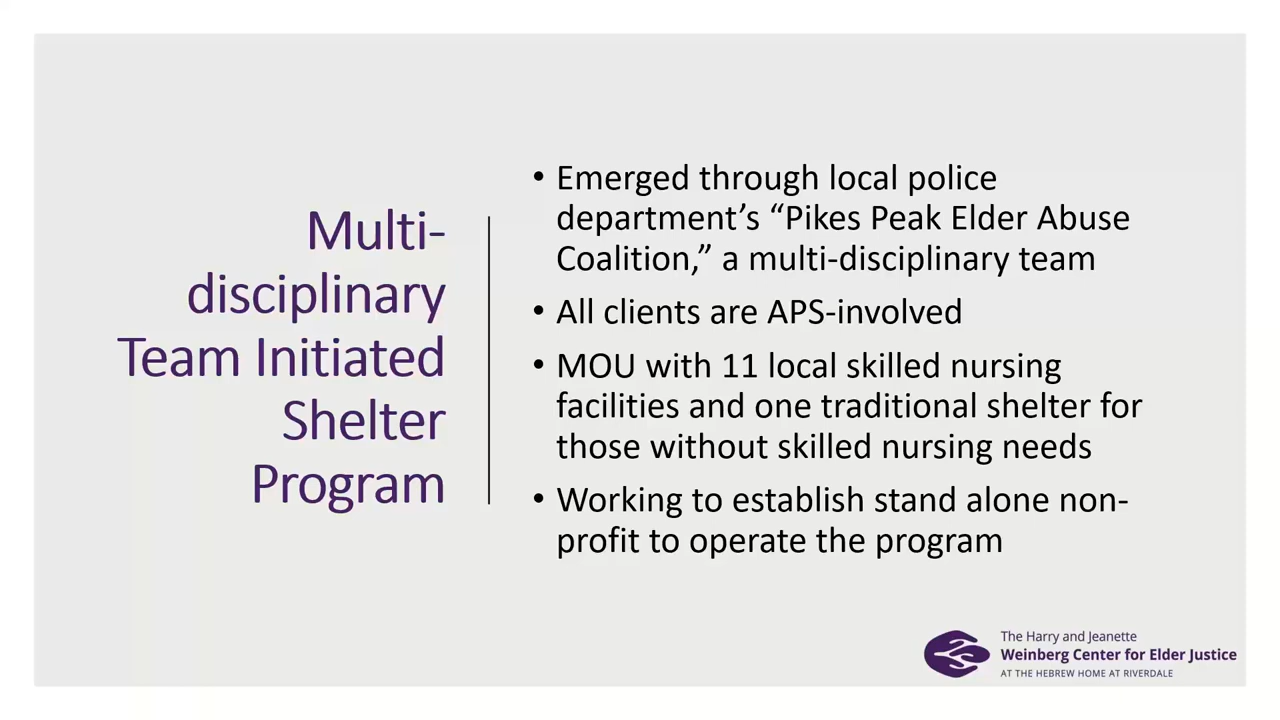 Multi-
disciplinary
Team Initiated
Shelter
Program
• Emerged through local police
department’s “Pikes Peak Elder Abuse
Coalition,” a multi-disciplinary team
• All clients are APS-involved
• MOU with 11 local skilled nursing
facilities and one traditional shelter for
those without skilled nursing needs
• Working to establish stand alone non-
profit to operate the program
The Harry and Jeanette
Weinberg Center for Elder Justice
AT THE HEBREW HOME AT RIVERDALE